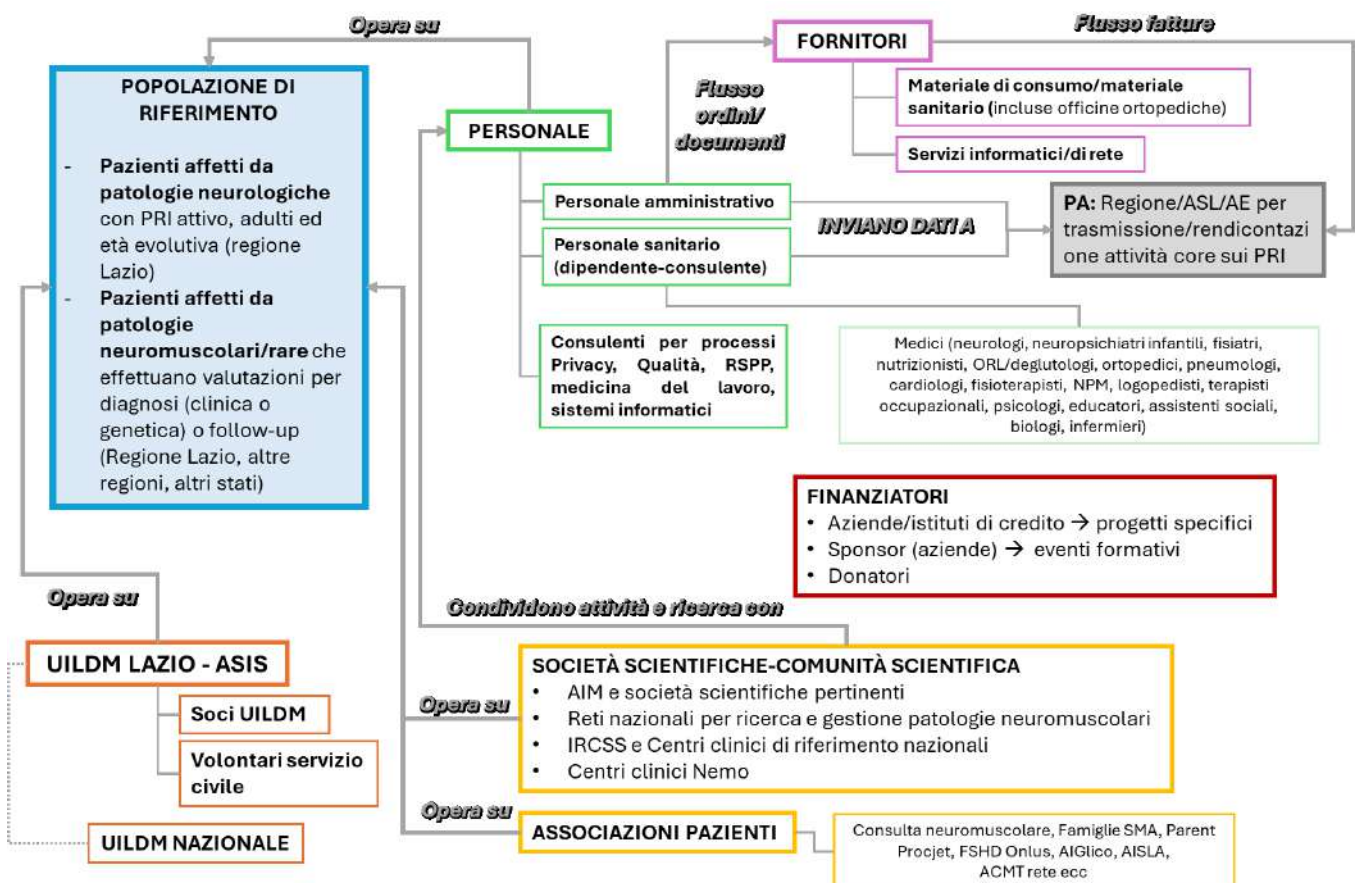 Opera su
Flusso fatture
FORNITORI
Materiale di consumo/materiale
sanitario (incluse officine ortopediche)
Servizi informatici/di rete
Flusso
ordini/
documenti
POPOLAZIONE DI
RIFERIMENTO
- Pazienti affetti da
patologie neurologiche
con PRI attivo, adulti ed
età evolutiva (regione
Lazio)
- Pazienti affetti da
patologie
neuromuscolari/rare che
effettuano valutazioni per
diagnosi (clinica o
genetica) o follow-up
(Regione Lazio, altre
regioni, altri stati)
PERSONALE
Personale amministrativo
Personale sanitario
(dipendente-consulente)
INVIANO DATI A
PA: Regione/ASL/AE per
trasmissione/rendicontazi
one attività core sui PRI
Consulenti per processi
Privacy, Qualità, RSPP,
medicina del lavoro,
sistemi informatici
Medici (neurologi, neuropsichiatri infantili, fisiatri,
nutrizionisti, ORL/deglutologi, ortopedici, pneumologi,
cardiologi, fisioterapisti, NPM, logopedisti, terapisti
occupazionali, psicologi, educatori, assistenti sociali,
biologi, infermieri)
FINANZIATORI
• Aziende/istituti di credito → progetti specifici
• Sponsor (aziende) → eventi formativi
• Donatori
Opera su
UILDM LAZIO - ASIS
Soci UILDM
Volontari servizio
civile
UILDM NAZIONALE
Condividono attività e ricerca con
Opera su
SOCIETÀ SCIENTIFICHE-COMUNITÀ SCIENTIFICA
• AIM e società scientifiche pertinenti
• Reti nazionali per ricerca e gestione patologie neuromuscolari
• IRCSS e Centri clinici di riferimento nazionali
• Centri clinici Nemo
Opera su
ASSOCIAZIONI PAZIENTI
Consulta neuromuscolare, Famiglie SMA, Parent
Procjet, FSHD Onlus, AIGlico, AISLA,
ACMT rete ecc